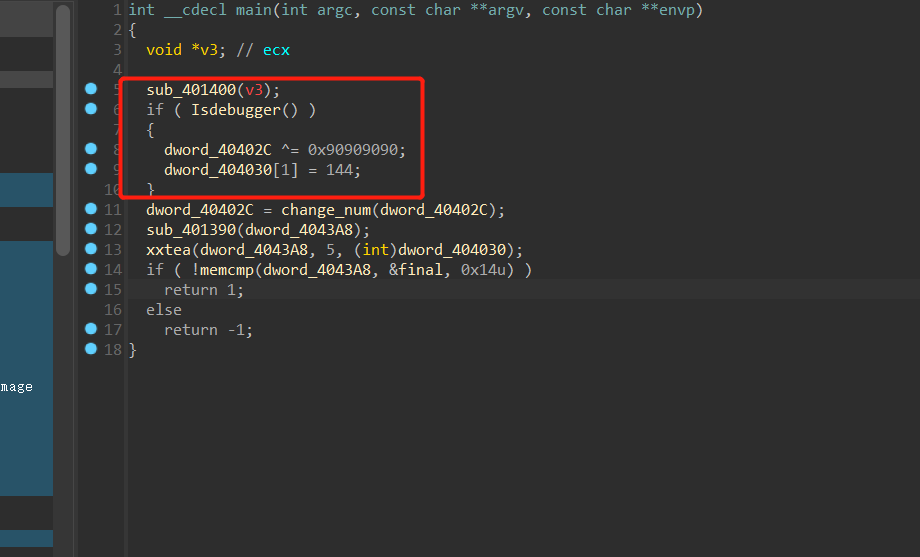 1 int __cdecl main(int argc, const char **argv, const char **envp)
2 {
3 void *v3; // ecx
4
5 sub_401400(v3);
6 if ( Isdebugger() )
7 {
8 dword_40402C ^= 0x90909090;
9 dword_404030[1] = 144;
10 }
11 dword_40402C = change_num(dword_40402C);
12 sub_401390(dword_4043A8);
13 xxtea(dword_4043A8, 5, (int)dword_404030);
14 if ( !memcmp(dword_4043A8, &final, 0x14u) )
15 return 1;
16 else
mage
17 return -1;
18 }